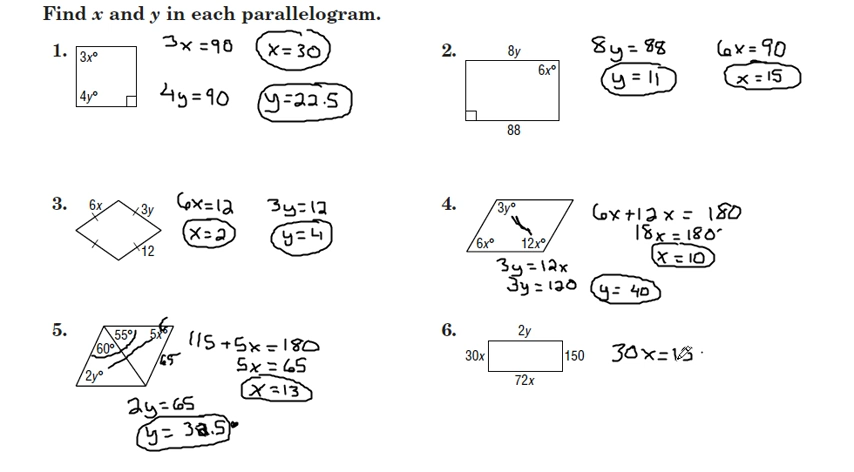 Find x and y in each parallelogram.
1.
3x°
4y°
3x = 90
x = 30
4y = 90
y = 22.5
2.
8y
6x°
88
8y = 88
6x = 90
y = 11
x = 15
3.
6x
3y
12
6x = 12
3y = 12
x = 2
y = 4
4.
3y°
6x°
12x°
6x + 12x = 180
18x = 180
x = 10
3y = 12x
3y = 120
y = 40
5.
55°
5x°
60°
2y°
65
115 + 5x = 180
5x = 65
x = 13
2y = 65
y = 32.5
6.
2y
30x
150
72x
30x =